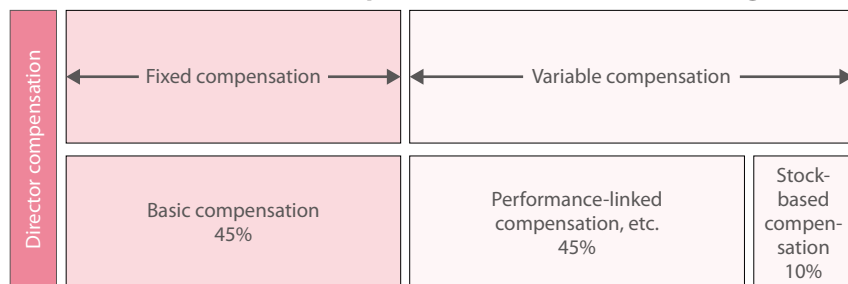 Director compensation
Fixed compensation
Variable compensation
Basic compensation
45%
Performance-linked
compensation, etc.
45%
Stock-
based
compen-
sation
10%